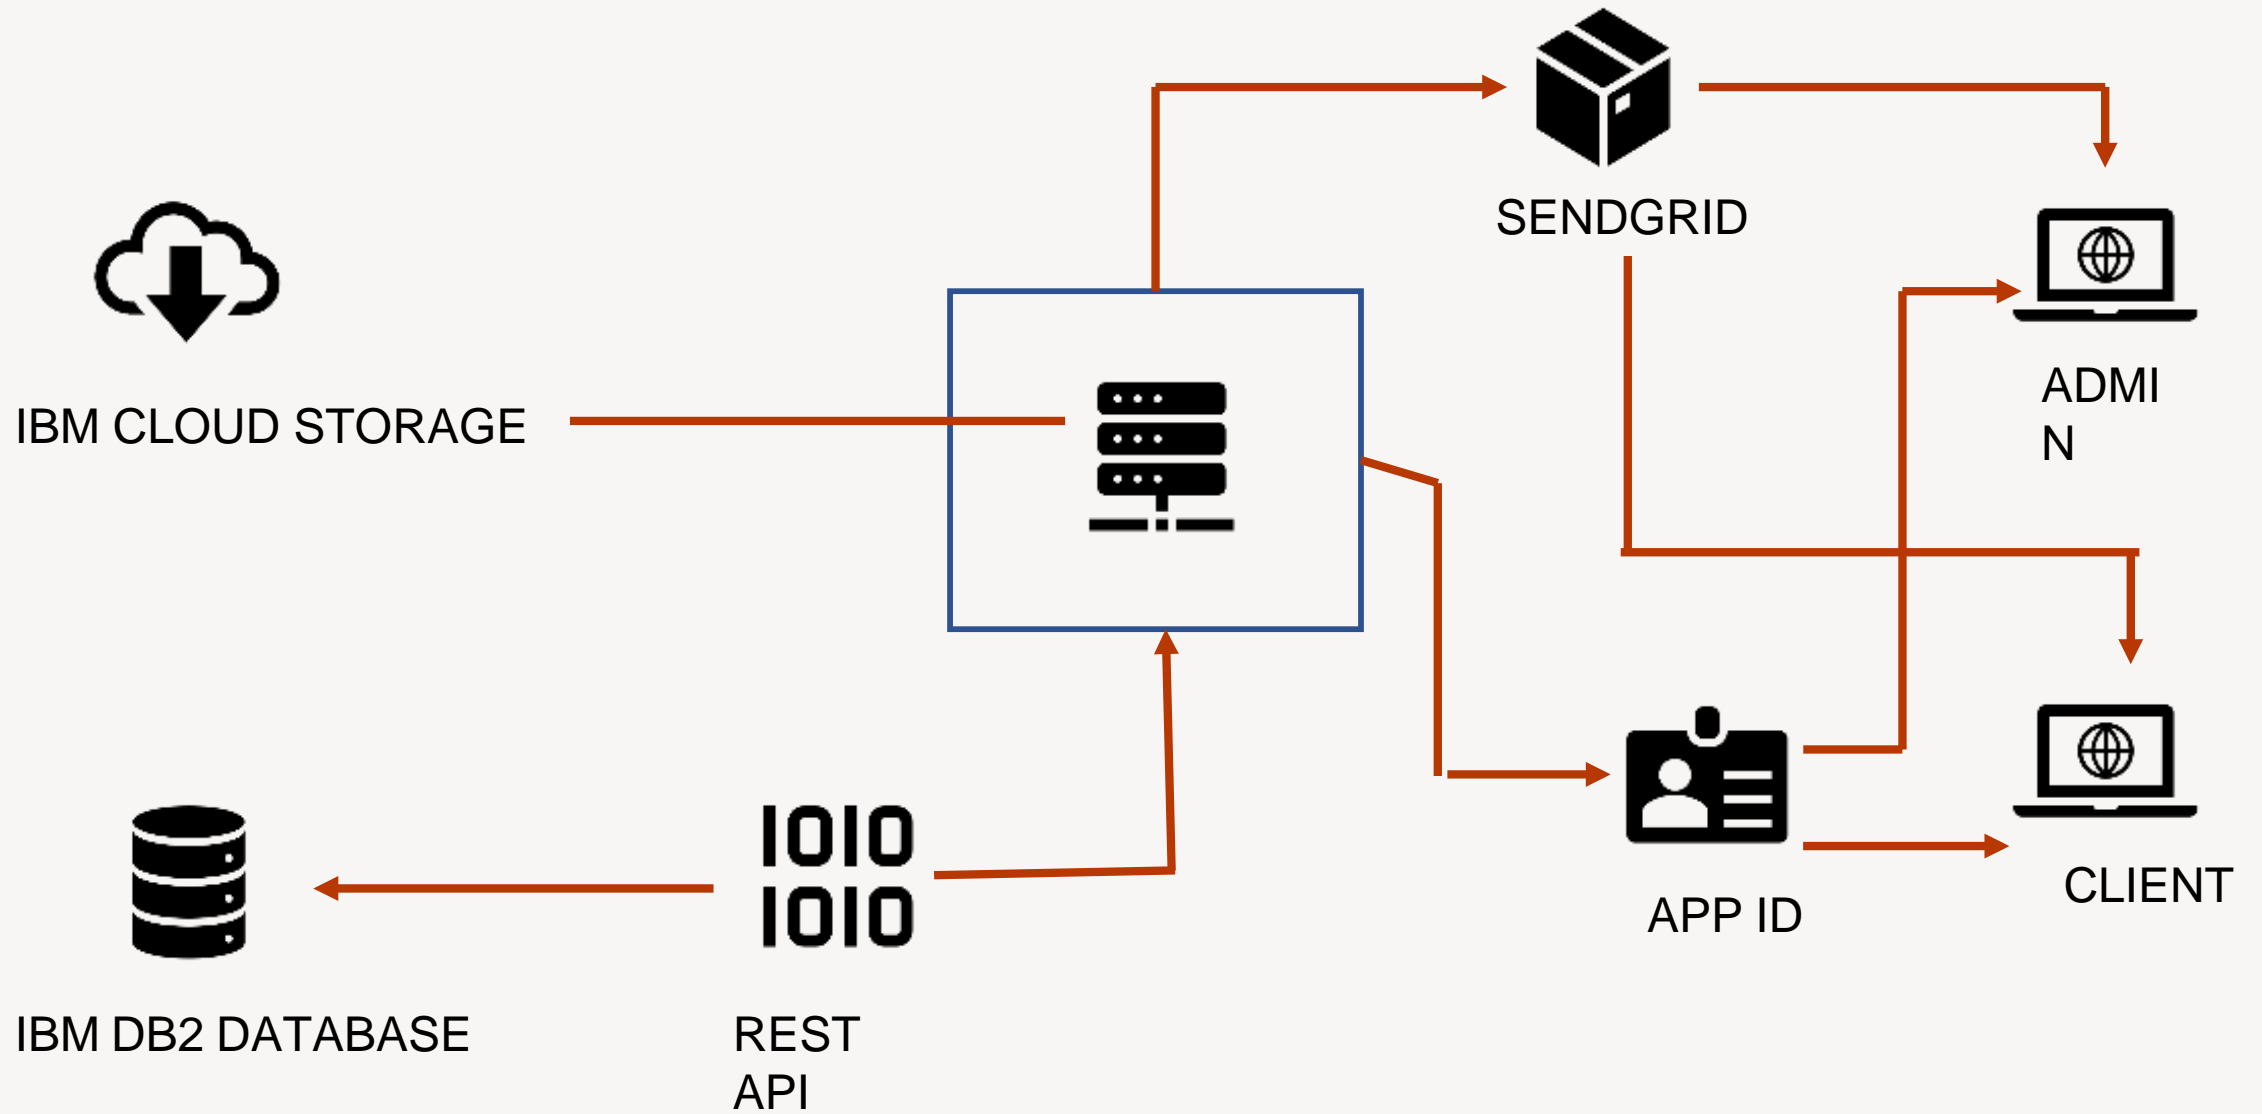 SENDGRID
IBM CLOUD STORAGE
ADMI
N
CLIENT
APP ID
IBM DB2 DATABASE
REST
API